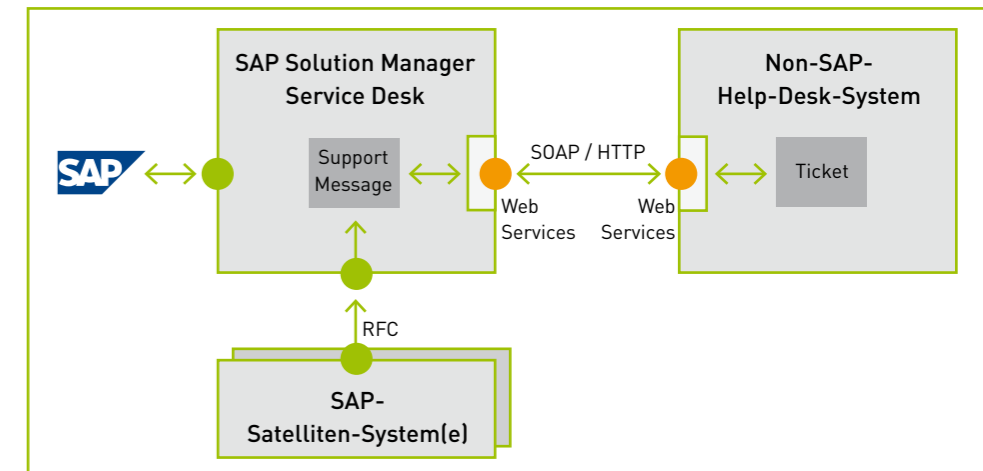 SAP Solution Manager
Service Desk
Non-SAP-
Help-Desk-System
SAP
Support
Message
SOAP / HTTP
Ticket
Web
Services
Web
Services
RFC
SAP-
Satelliten-System(e)